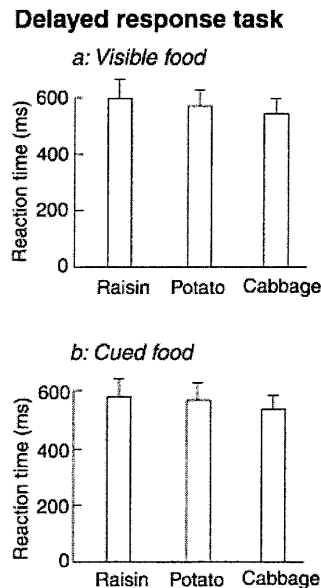 Delayed response task
a: Visible food
Reaction time (ms)
600
400
200
0
Raisin Potato Cabbage
b: Cued food
Reaction time (ms)
600
400
200
0
Raisin Potato Cabbage